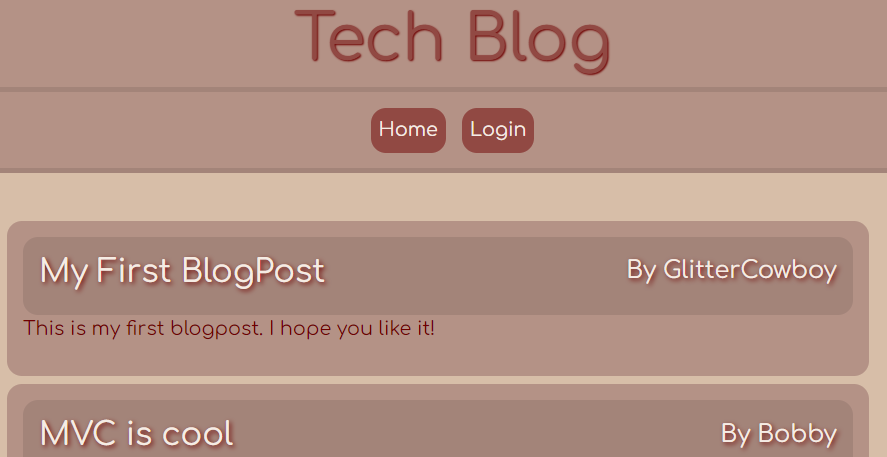 Tech Blog
Home Login
My First BlogPost By GlitterCowboy
This is my first blogpost. I hope you like it!
MVC is cool By Bobby